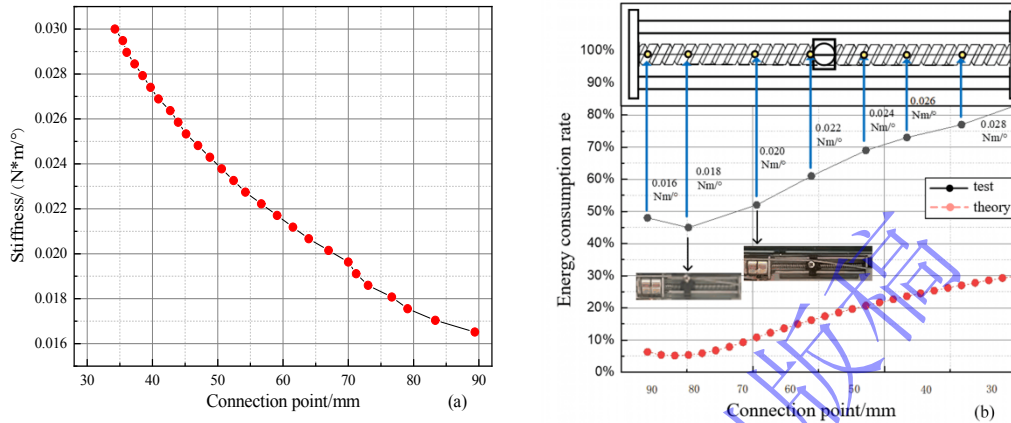 0.030
0.028
0.026
0.024
0.022
0.020
0.018
0.016
Stiffness/ (N*m/°)
30 40 50 60 70 80 90
Connection point/mm
(a)
100%
90%
80%
70%
60%
50%
40%
30%
20%
10%
0%
Energy consumption rate
0.016
Nm/°
0.018
Nm/°
0.020
Nm/°
0.022
Nm/°
0.024
Nm/°
0.026
Nm/°
0.028
Nm/°
test
theory
90 80 70 60 50 40 30
Connection point/mm
(b)
版稿